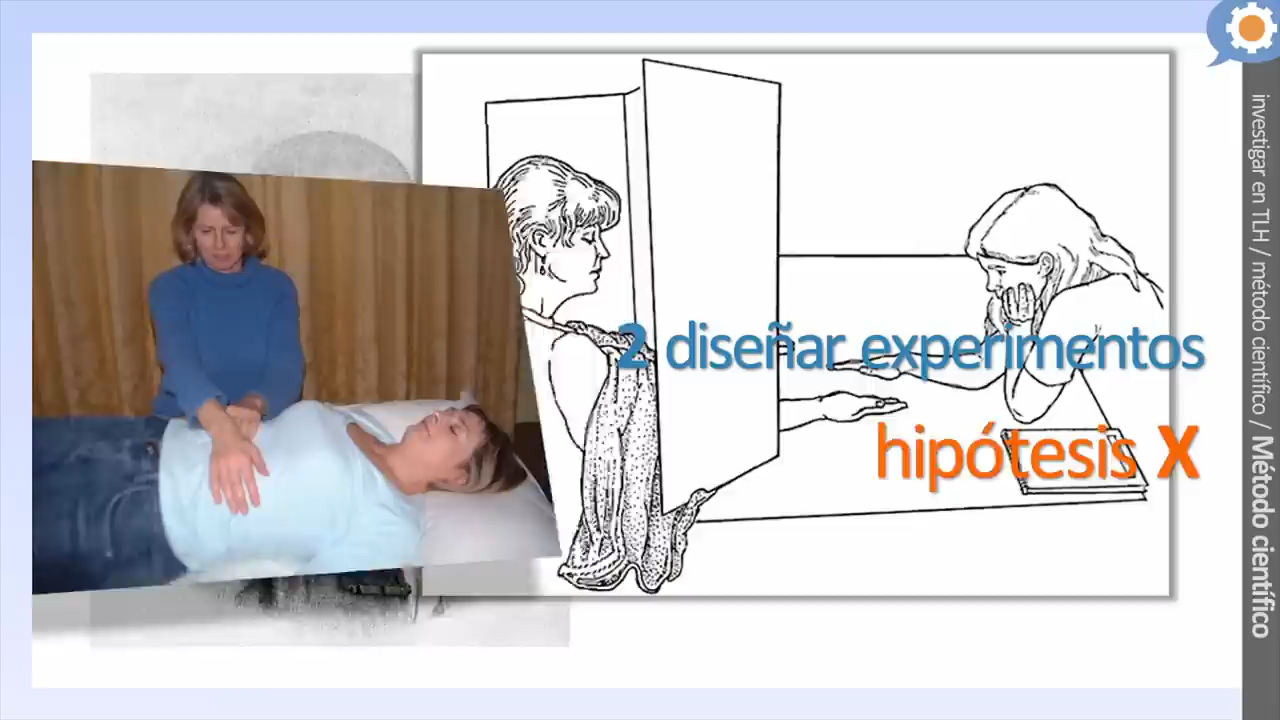 2 diseñar experimentos
hipótesis X
investigar en TLH / método científico / Método científico